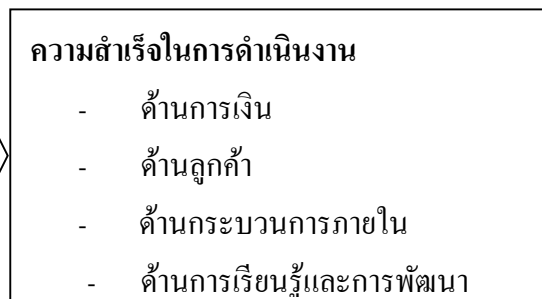 ความสำเร็จในการดำเนินงาน
- ด้านการเงิน
- ด้านลูกค้า
- ด้านกระบวนการภายใน
- ด้านการเรียนรู้และการพัฒนา